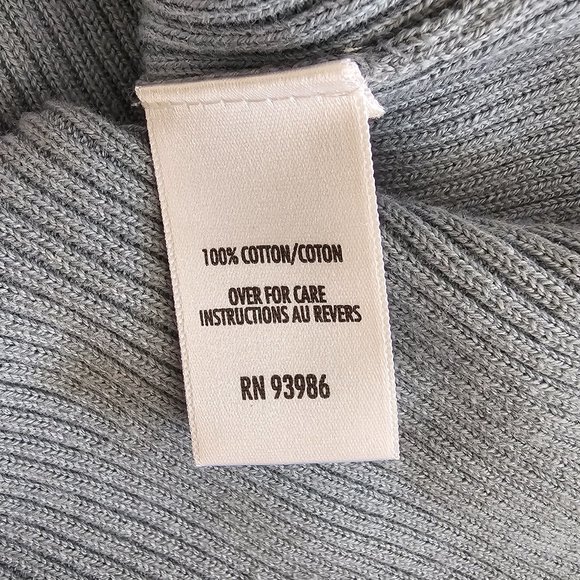 100% COTTON/COTON
OVER FOR CARE
INSTRUCTIONS AU REVERS
RN 93986